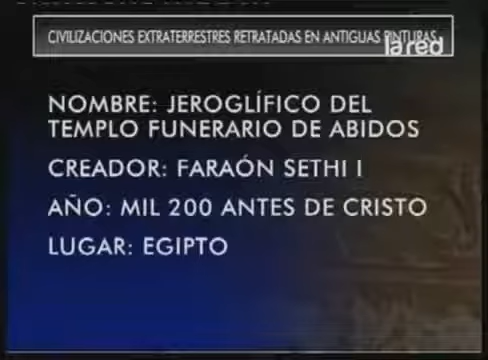 CIVILIZACIONES EXTRATERRESTRES RETRATADAS EN ANTIGUAS PINTURAS
la red
NOMBRE: JEROGLÍFICO DEL
TEMPLO FUNERARIO DE ABIDOS
CREADOR: FARAÓN SETHI I
AÑO: MIL 200 ANTES DE CRISTO
LUGAR: EGIPTO